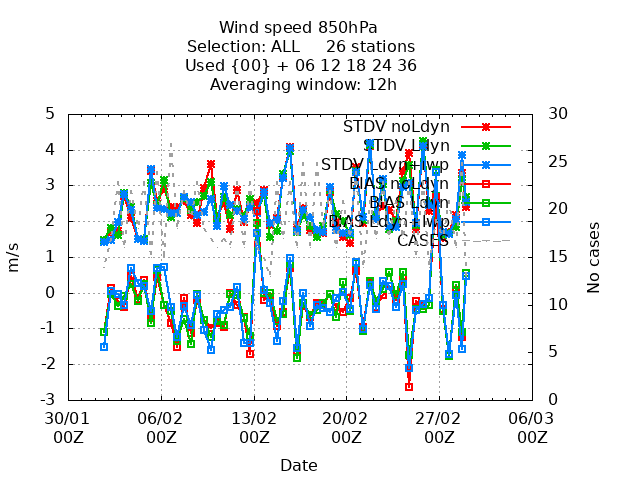 Wind speed 850hPa
Selection: ALL 26 stations
Used {00} + 06 12 18 24 36
Averaging window: 12h
5
4
3
2
1
0
-1
-2
-3
m/s
30
25
20
15
10
5
0
No cases
STDV noLdyn
STDV Ldyn
STDV Ldyn+lwp
BIAS noLdyn
BIAS Ldyn
BIAS Ldyn+lwp
CASES
30/01 06/02 13/02 20/02 27/02 06/03
00Z 00Z 00Z 00Z 00Z 00Z
Date